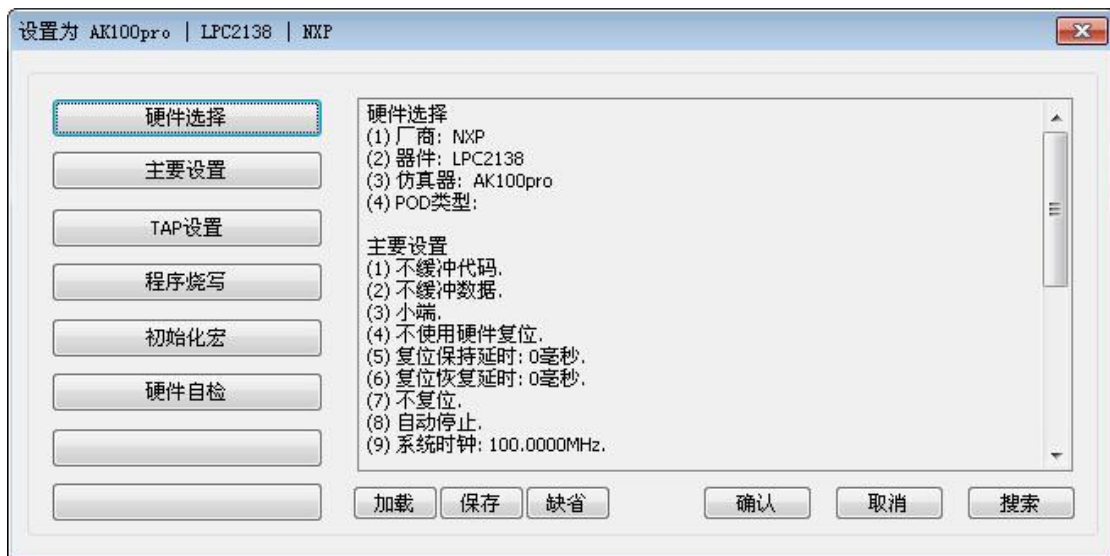 设置为 AK100pro | LPC2138 | NXP
硬件选择
主要设置
TAP设置
程序烧写
初始化宏
硬件自检
硬件选择
(1) 厂商: NXP
(2) 器件: LPC2138
(3) 仿真器: AK100pro
(4) POD类型:
主要设置
(1) 不缓冲代码.
(2) 不缓冲数据.
(3) 小端.
(4) 不使用硬件复位.
(5) 复位保持延时: 0毫秒.
(6) 复位恢复延时: 0毫秒.
(7) 不复位.
(8) 自动停止.
(9) 系统时钟: 100.0000MHz.
加载 保存 缺省 确认 取消 搜索